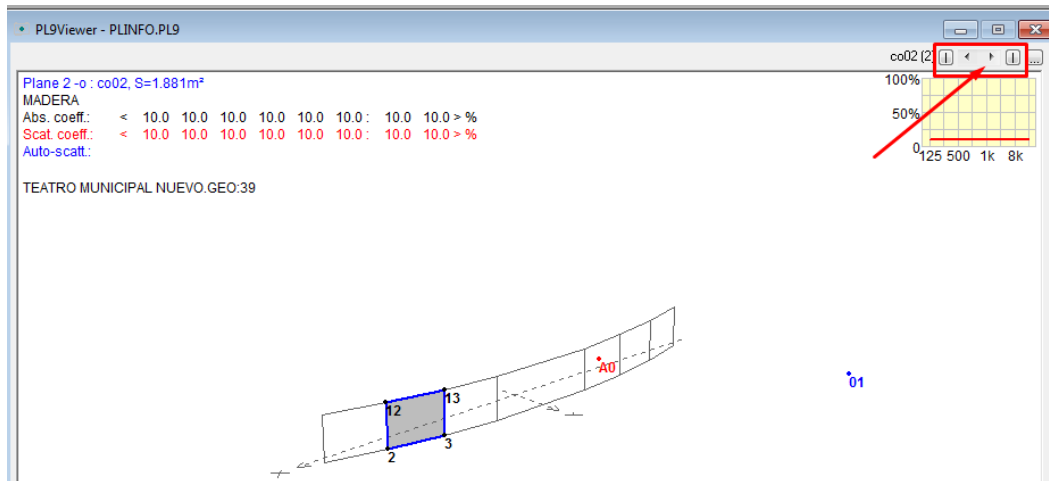 PL9Viewer - PLINFO.PL9
co02 [2]
...
Plane 2 -o : co02, S=1.881m²
MADERA
Abs. coeff.: < 10.0 10.0 10.0 10.0 10.0 10.0 : 10.0 10.0 > %
Scat. coeff.: < 10.0 10.0 10.0 10.0 10.0 10.0 : 10.0 10.0 > %
Auto-scatt.:
TEATRO MUNICIPAL NUEVO.GEO:39
100%
50%
0
125 500 1k 8k
A0
01
12
13
2
3